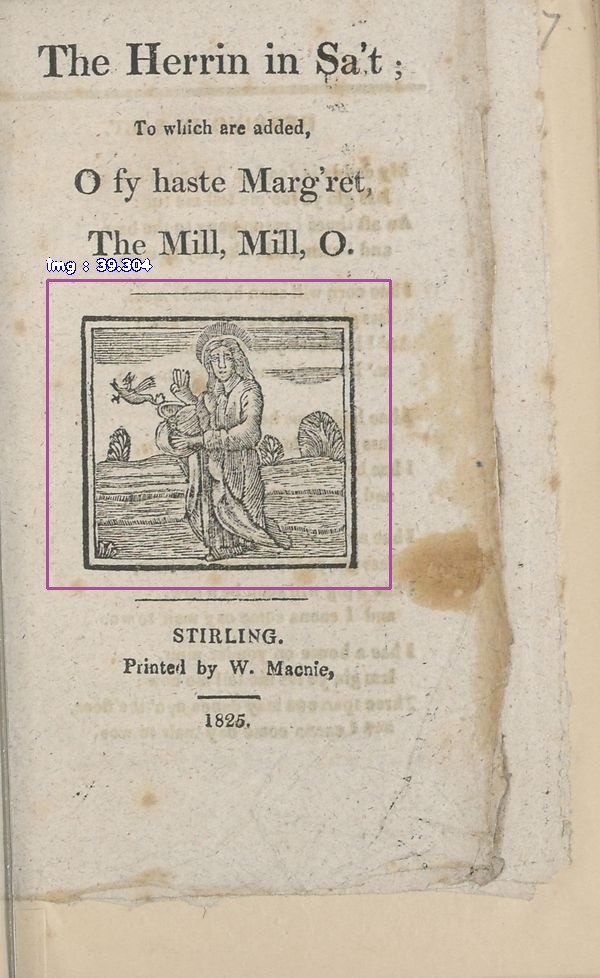 7
The Herrin in Sa't;
To which are added,
O fy haste Marg'ret,
The Mill, Mill, O.
img : 39.304
STIRLING.
Printed by W. Macnie,
1825.